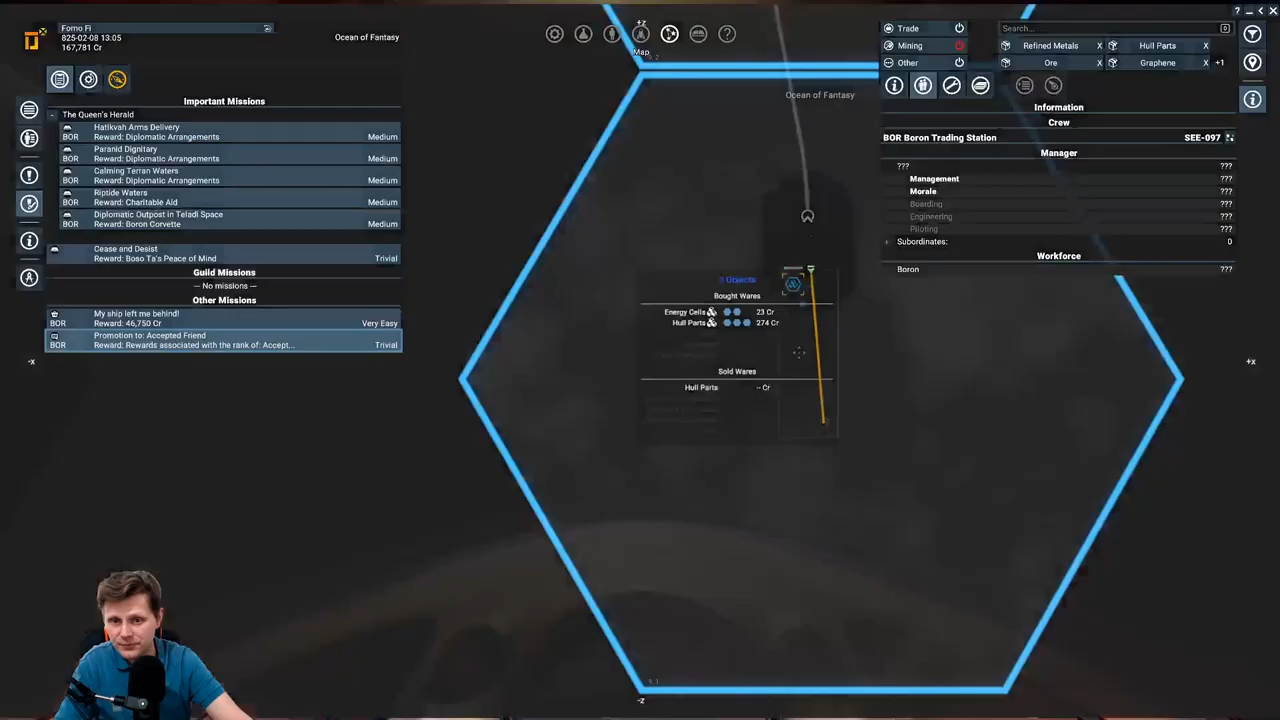 Fomo Fi
825-02-08 13:05
167,781 Cr
Ocean of Fantasy
Important Missions
- The Queen's Herald
Hatikvah Arms Delivery
BOR Reward: Diplomatic Arrangements Medium
Paranid Dignitary
BOR Reward: Diplomatic Arrangements Medium
Calming Terran Waters
BOR Reward: Diplomatic Arrangements Medium
Riptide Waters
BOR Reward: Charitable Aid Medium
Diplomatic Outpost in Teladi Space
BOR Reward: Boron Corvette Medium
Cease and Desist
Reward: Boso Ta's Peace of Mind Trivial
Guild Missions
-- No missions --
Other Missions
My ship left me behind!
BOR Reward: 46,750 Cr Very Easy
Promotion to: Accepted Friend
BOR Reward: Rewards associated with the rank of: Accept... Trivial
-x
+z
?
Map
Ocean of Fantasy
Objects
Bought Wares
Energy Cells 23 Cr
Hull Parts 274 Cr
Sold Wares
Hull Parts -- Cr
-z
+x
? X
Trade
Mining
Other
Search...
Refined Metals X Hull Parts X
Ore X Graphene X +1
Information
Crew
BOR Boron Trading Station SEE-097
Manager
??? ???
Management ???
Morale ???
Boarding ???
Engineering ???
Piloting ???
+ Subordinates: 0
Workforce
Boron ???